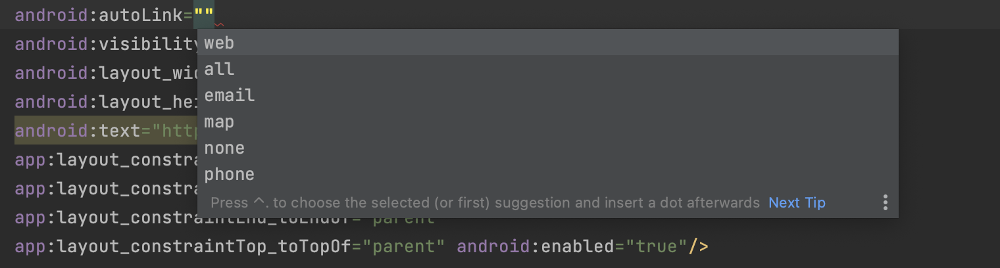 android:autoLink=""
web
android:visibility
all
android:layout_wid
email
android:layout_hei
map
android:text="http
none
app:layout_constra
phone
app:layout_constra
Press ^. to choose the selected (or first) suggestion and insert a dot afterwards Next Tip
app:layout_constraintEnd_toEndOf="parent"
app:layout_constraintTop_toTopOf="parent" android:enabled="true"/>